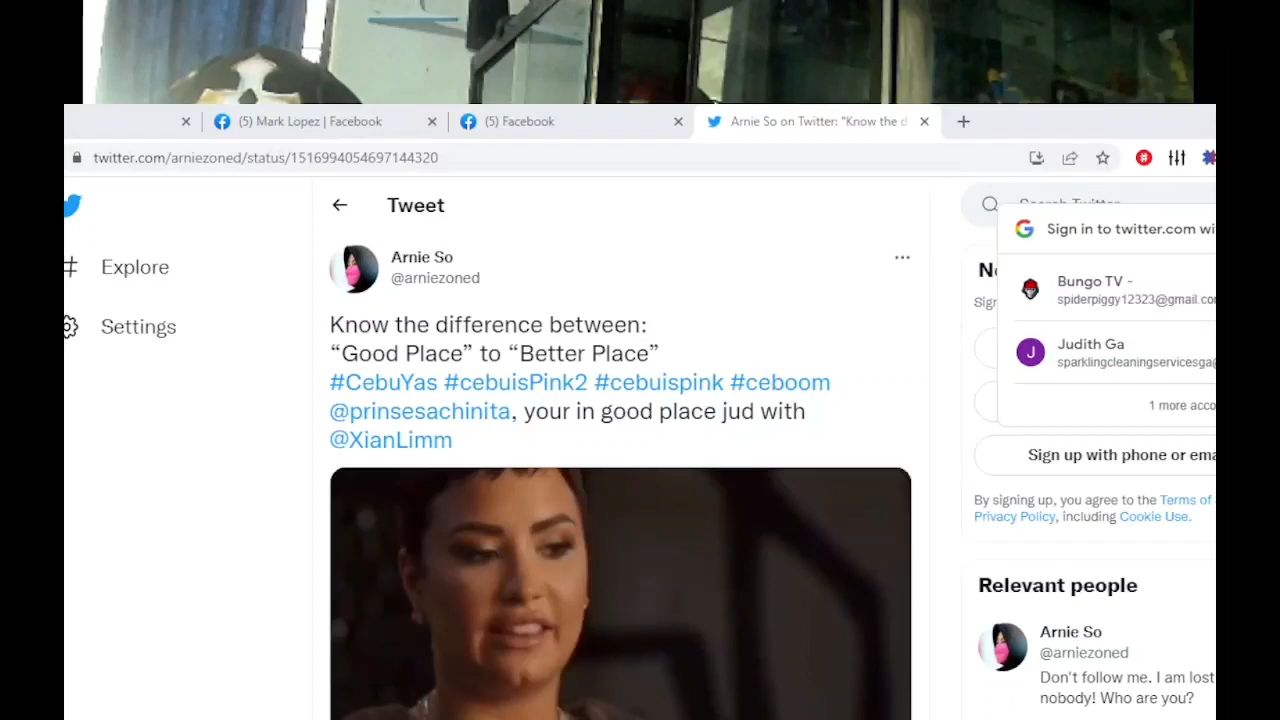 (5) Mark Lopez | Facebook
(5) Facebook
Arnie So on Twitter: "Know the d
twitter.com/arniezoned/status/1516994054697144320
Tweet
Explore
Settings
Arnie So
@arniezoned
Know the difference between:
“Good Place” to “Better Place”
#CebuYas #cebuisPink2 #cebuispink #ceboom
@prinsesachinita, your in good place jud with
@XianLimm
Search Twitter
Sign in to twitter.com wi
Bungo TV -
spiderpiggy12323@gmail.co
Judith Ga
sparklingcleaningservicesga@
1 more acco
Sign up with phone or ema
By signing up, you agree to the Terms of
Privacy Policy, including Cookie Use.
Relevant people
Arnie So
@arniezoned
Don't follow me. I am lost
nobody! Who are you?